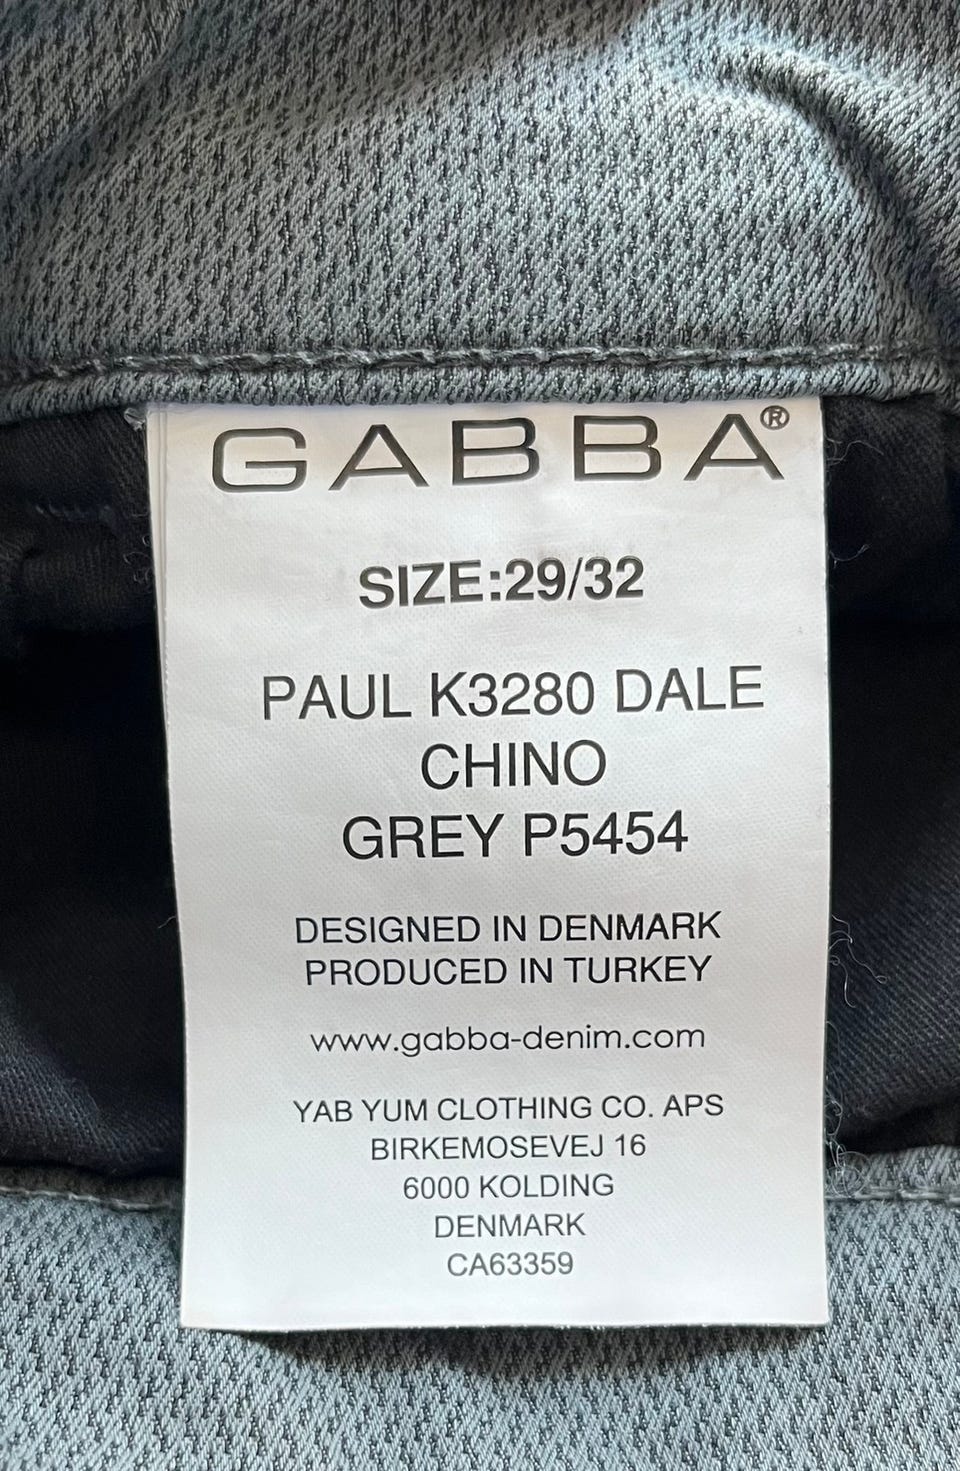 GABBA®
SIZE:29/32
PAUL K3280 DALE
CHINO
GREY P5454
DESIGNED IN DENMARK
PRODUCED IN TURKEY
www.gabba-denim.com
YAB YUM CLOTHING CO. APS
BIRKEMOSEVEJ 16
6000 KOLDING
DENMARK
CA63359